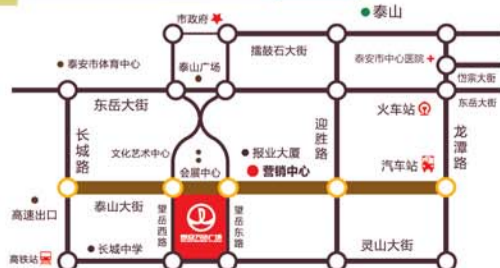 市政府
泰山
擂鼓石大街
泰安市体育中心
泰山广场
泰安市中心医院
岱宗大街
东岳大街
东岳大街
火车站
长城路
文化艺术中心
会展中心
报业大厦
营销中心
迎胜路
汽车站
龙潭路
高速出口
泰山大街
望岳西路
望岳东路
灵山大街
长城中学
高铁站